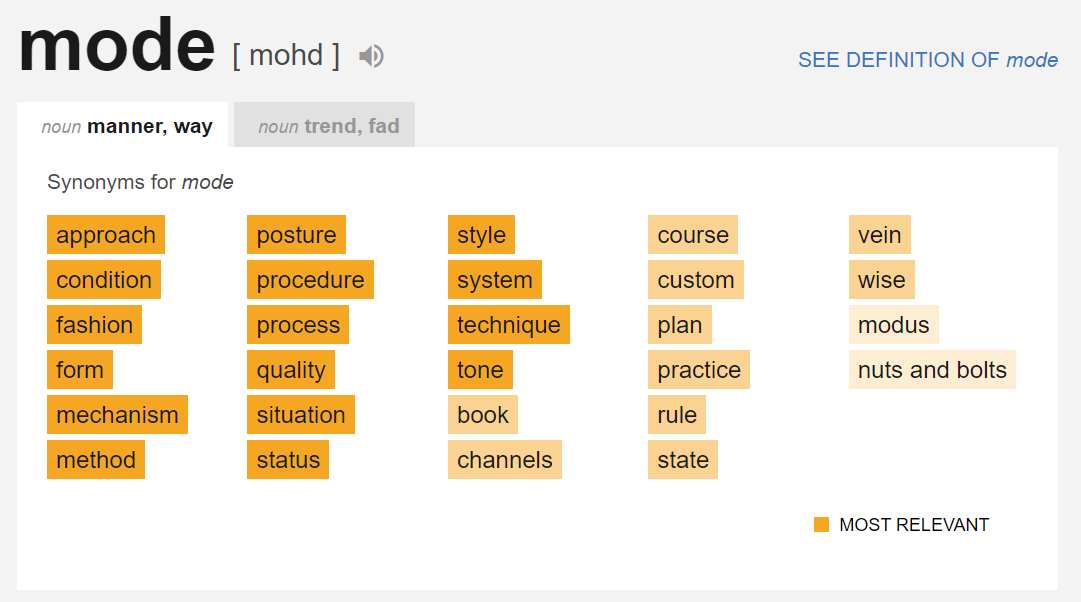 mode [ mohd ]
SEE DEFINITION OF mode
noun manner, way
noun trend, fad
Synonyms for mode
approach
condition
fashion
form
mechanism
method
posture
procedure
process
quality
situation
status
style
system
technique
tone
book
channels
course
custom
plan
practice
rule
state
vein
wise
modus
nuts and bolts
MOST RELEVANT